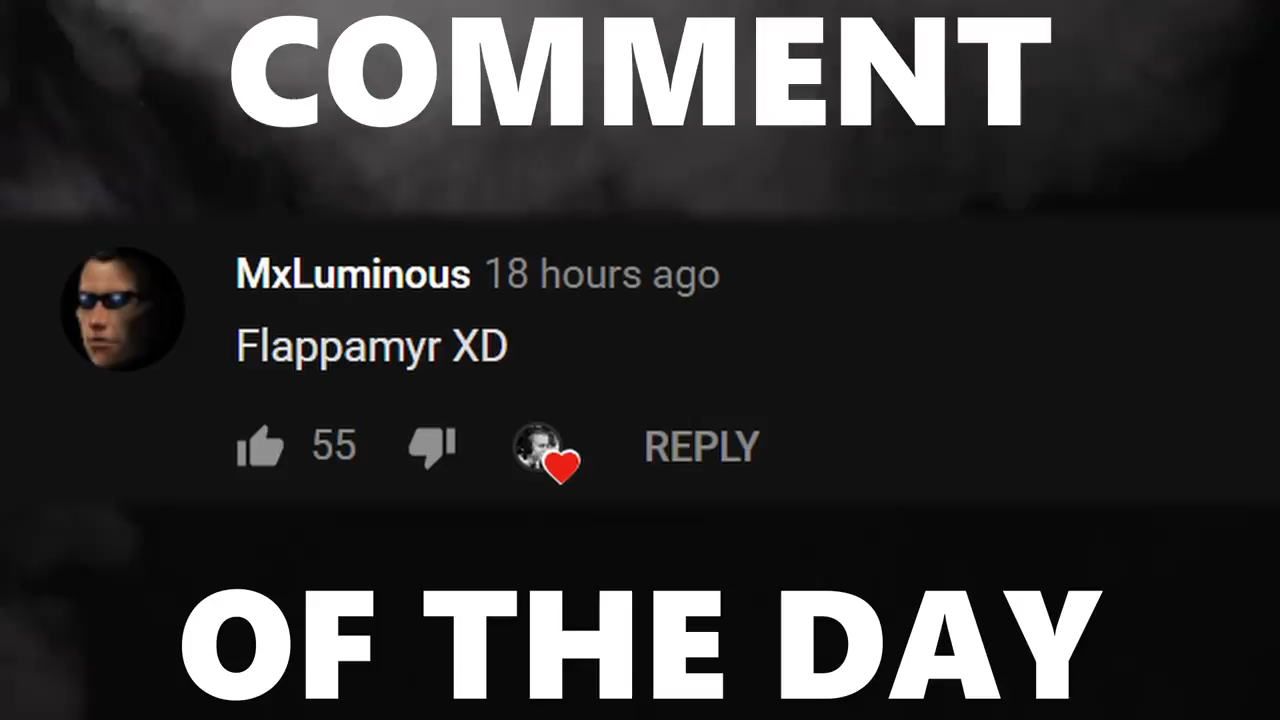 COMMENT
MxLuminous 18 hours ago
Flappamyr XD
55 REPLY
OF THE DAY